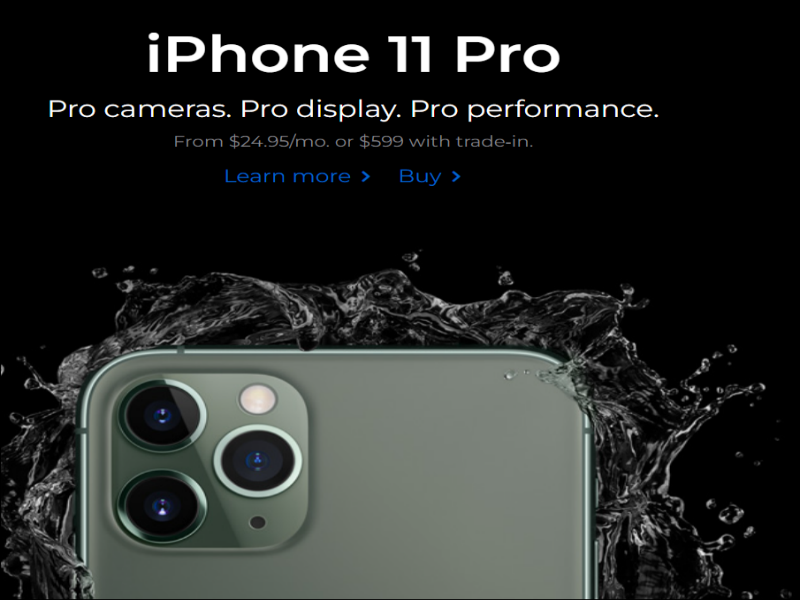 iPhone 11 Pro
Pro cameras. Pro display. Pro performance.
From $24.95/mo. or $599 with trade-in.
Learn more > Buy >